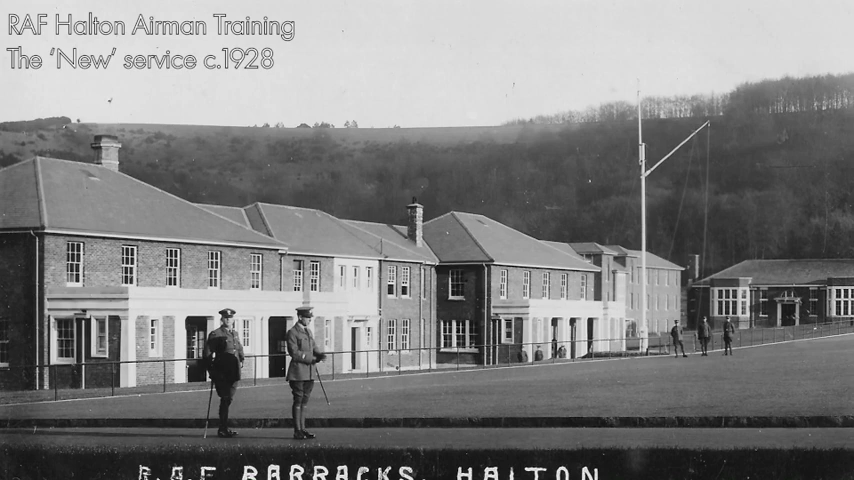 RAF Halton Airman Training
The 'New' service c.1928
R.A.F BARRACKS. HALTON